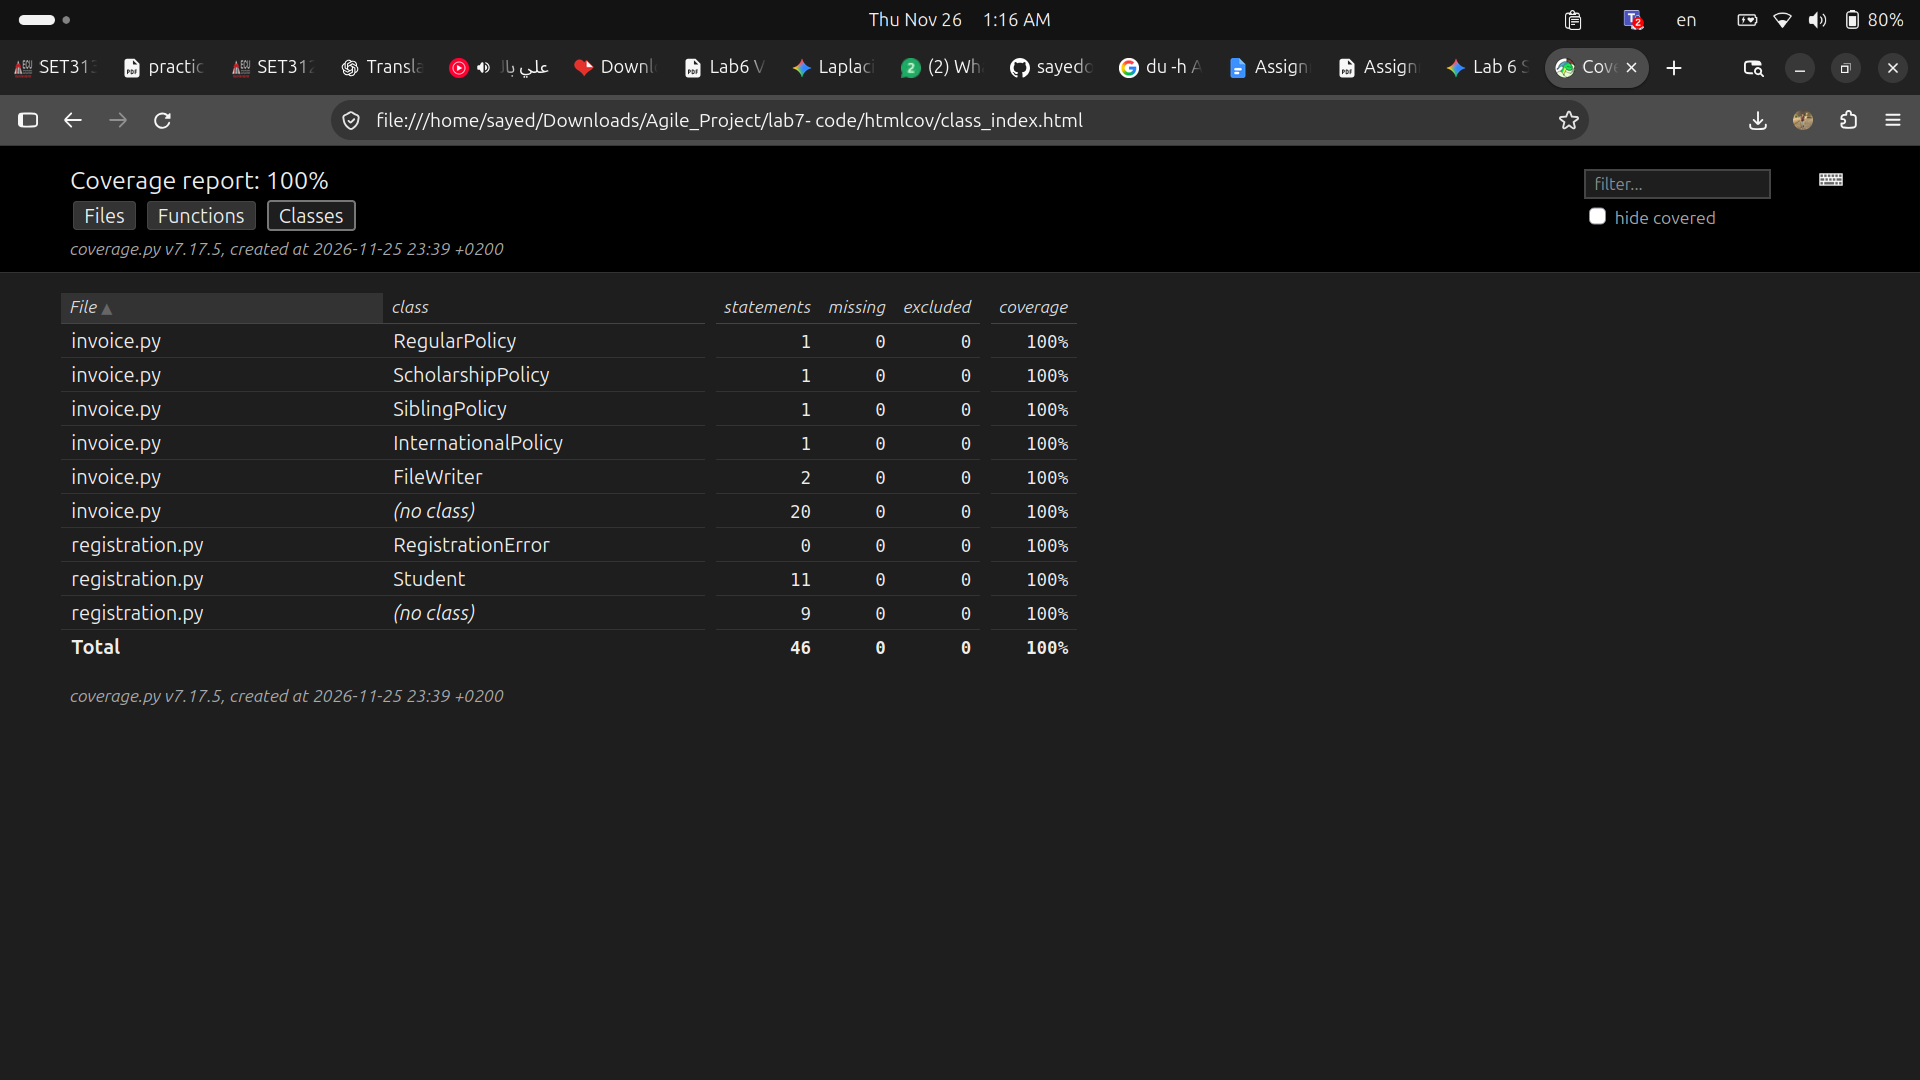 Thu Nov 26 1:16 AM en 80%
SET313 practic SET312 Transla علي بال Downl Lab6 V Laplaci (2) Wh sayedo du -h A Assign Assign Lab 6 S Cov
file:///home/sayed/Downloads/Agile_Project/lab7- code/htmlcov/class_index.html
Coverage report: 100%
filter...
Files Functions Classes
hide covered
coverage.py v7.17.5, created at 2026-11-25 23:39 +0200
File ▲ class statements missing excluded coverage
invoice.py RegularPolicy 1 0 0 100%
invoice.py ScholarshipPolicy 1 0 0 100%
invoice.py SiblingPolicy 1 0 0 100%
invoice.py InternationalPolicy 1 0 0 100%
invoice.py FileWriter 2 0 0 100%
invoice.py (no class) 20 0 0 100%
registration.py RegistrationError 0 0 0 100%
registration.py Student 11 0 0 100%
registration.py (no class) 9 0 0 100%
Total 46 0 0 100%
coverage.py v7.17.5, created at 2026-11-25 23:39 +0200